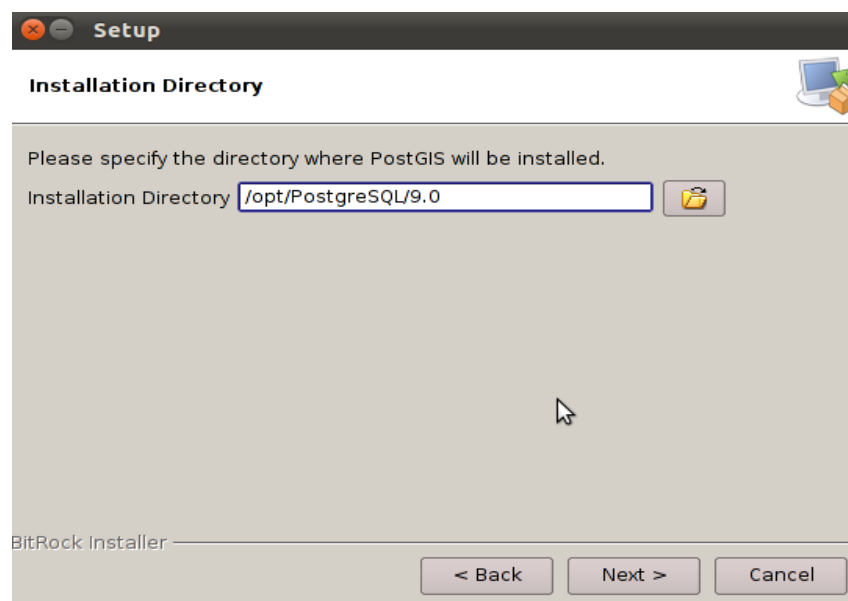 Setup
Installation Directory
Please specify the directory where PostGIS will be installed.
Installation Directory /opt/PostgreSQL/9.0
BitRock Installer
< Back Next > Cancel